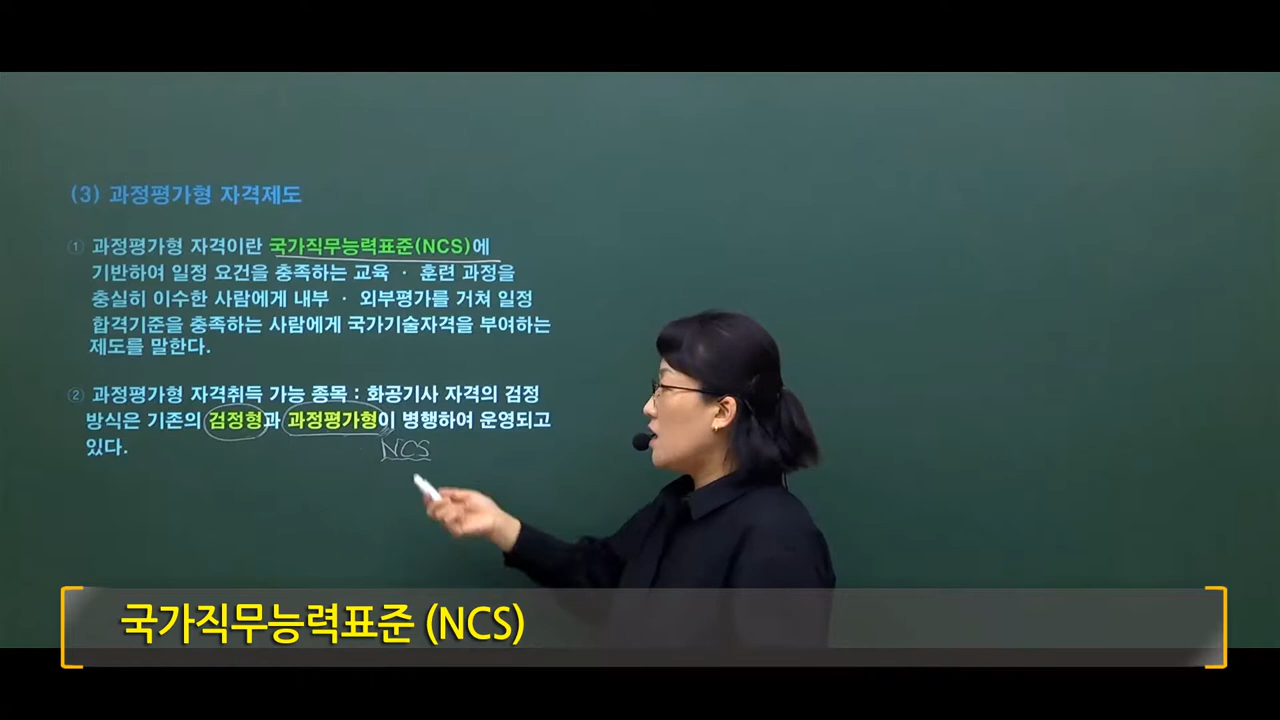 (3) 과정평가형 자격제도
① 과정평가형 자격이란 국가직무능력표준(NCS)에
기반하여 일정 요건을 충족하는 교육 · 훈련 과정을
충실히 이수한 사람에게 내부 · 외부평가를 거쳐 일정
합격기준을 충족하는 사람에게 국가기술자격을 부여하는
제도를 말한다.
② 과정평가형 자격취득 가능 종목 : 화공기사 자격의 검정
방식은 기존의 검정형과 과정평가형이 병행하여 운영되고
있다.
NCS
국가직무능력표준 (NCS)